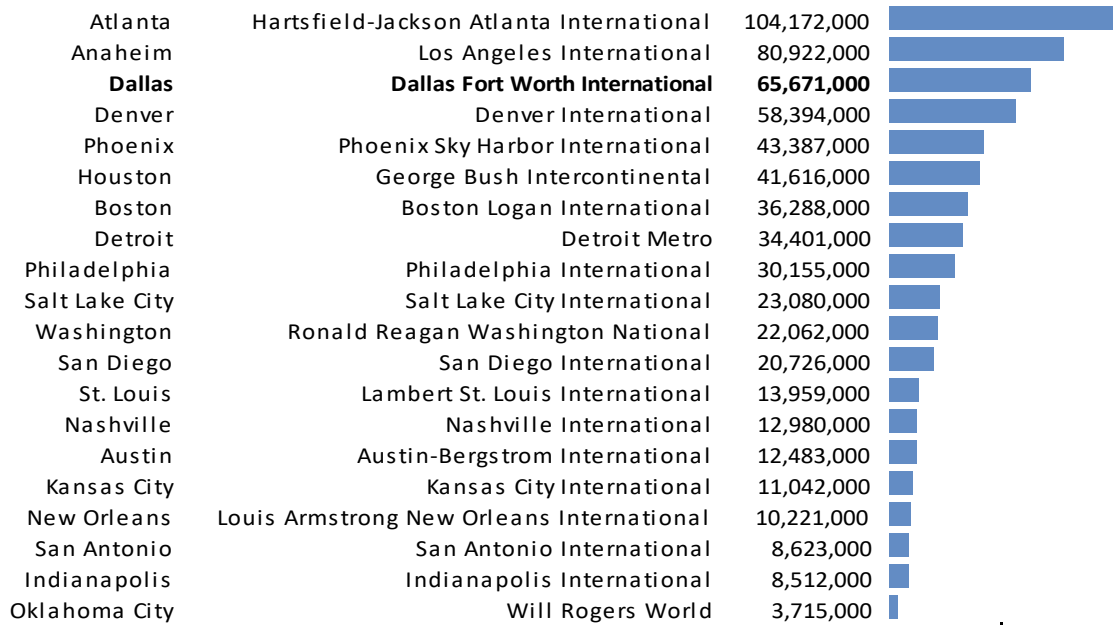 Atlanta Hartsfield-Jackson Atlanta International 104,172,000
Anaheim Los Angeles International 80,922,000
Dallas Dallas Fort Worth International 65,671,000
Denver Denver International 58,394,000
Phoenix Phoenix Sky Harbor International 43,387,000
Houston George Bush Intercontinental 41,616,000
Boston Boston Logan International 36,288,000
Detroit Detroit Metro 34,401,000
Philadelphia Philadelphia International 30,155,000
Salt Lake City Salt Lake City International 23,080,000
Washington Ronald Reagan Washington National 22,062,000
San Diego San Diego International 20,726,000
St. Louis Lambert St. Louis International 13,959,000
Nashville Nashville International 12,980,000
Austin Austin-Bergstrom International 12,483,000
Kansas City Kansas City International 11,042,000
New Orleans Louis Armstrong New Orleans International 10,221,000
San Antonio San Antonio International 8,623,000
Indianapolis Indianapolis International 8,512,000
Oklahoma City Will Rogers World 3,715,000